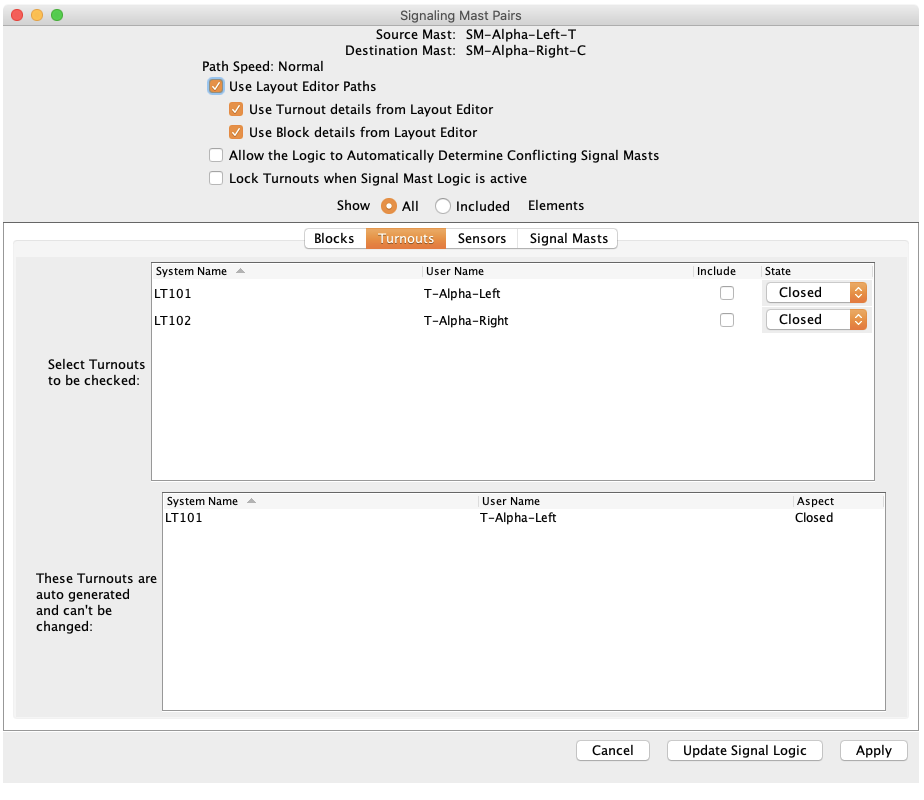 Signaling Mast Pairs
Source Mast: SM-Alpha-Left-T
Destination Mast: SM-Alpha-Right-C
Path Speed: Normal
Use Layout Editor Paths
Use Turnout details from Layout Editor
Use Block details from Layout Editor
Allow the Logic to Automatically Determine Conflicting Signal Masts
Lock Turnouts when Signal Mast Logic is active
Show All Included Elements
Blocks Turnouts Sensors Signal Masts
System Name User Name Include State
LT101 T-Alpha-Left Closed
LT102 T-Alpha-Right Closed
Select Turnouts
to be checked:
System Name User Name Aspect
LT101 T-Alpha-Left Closed
These Turnouts are
auto generated
and can't be
changed:
Cancel Update Signal Logic Apply